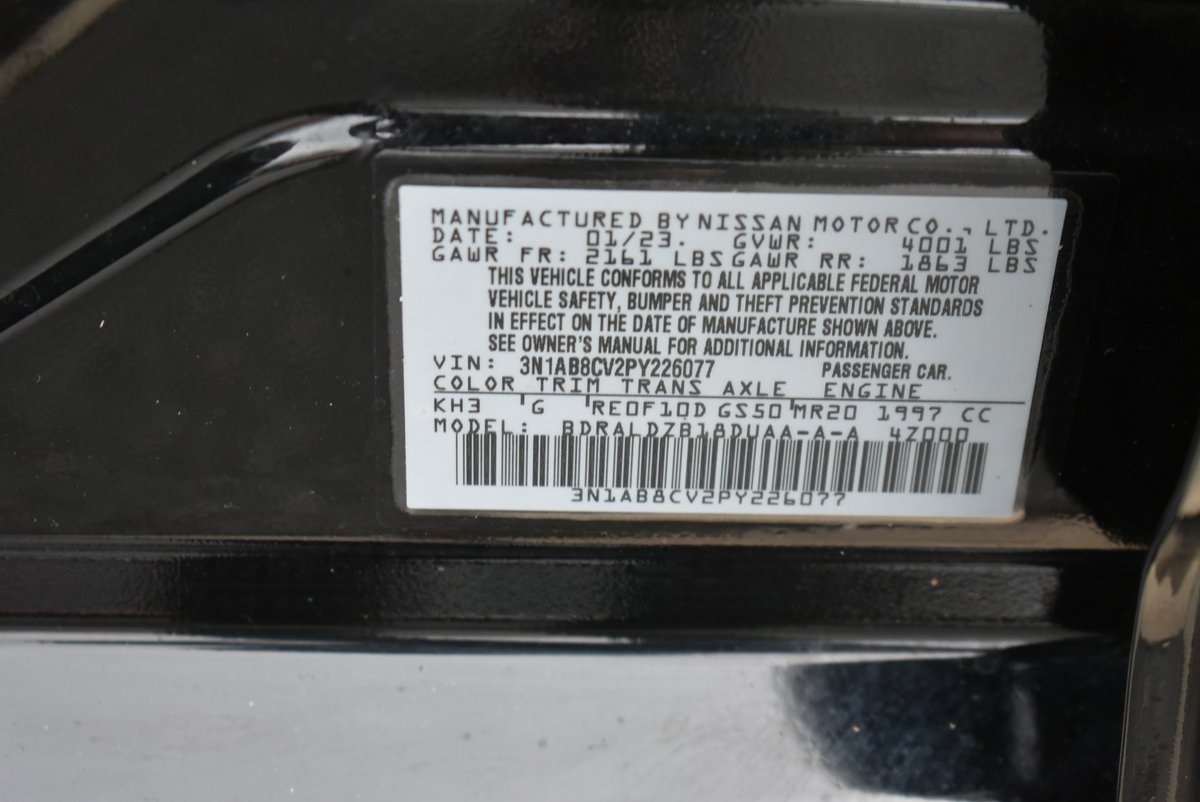 MANUFACTURED BY NISSAN MOTOR CO., LTD.
DATE: 01/23. GVWR: 4001 LBS
GAWR FR: 2161 LBS GAWR RR: 1863 LBS
THIS VEHICLE CONFORMS TO ALL APPLICABLE FEDERAL MOTOR
VEHICLE SAFETY, BUMPER AND THEFT PREVENTION STANDARDS
IN EFFECT ON THE DATE OF MANUFACTURE SHOWN ABOVE.
SEE OWNER'S MANUAL FOR ADDITIONAL INFORMATION.
VIN: 3N1AB8CV2PY226077 PASSENGER CAR.
COLOR TRIM TRANS AXLE ENGINE
KH3 G RE0F10D GS50 MR20 1997 CC
MODEL: BDRALDZB18DUAA-A-A 4Z000
3N1AB8CV2PY226077